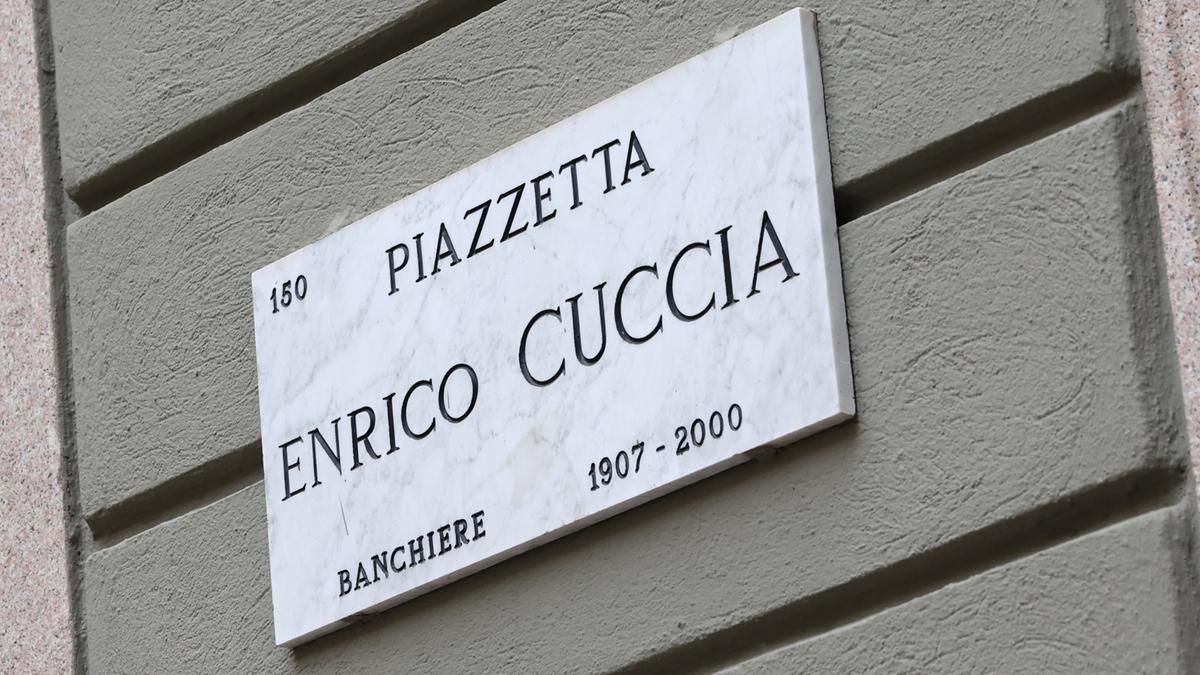 150
PIAZZETTA
ENRICO CUCCIA
BANCHIERE
1907 - 2000